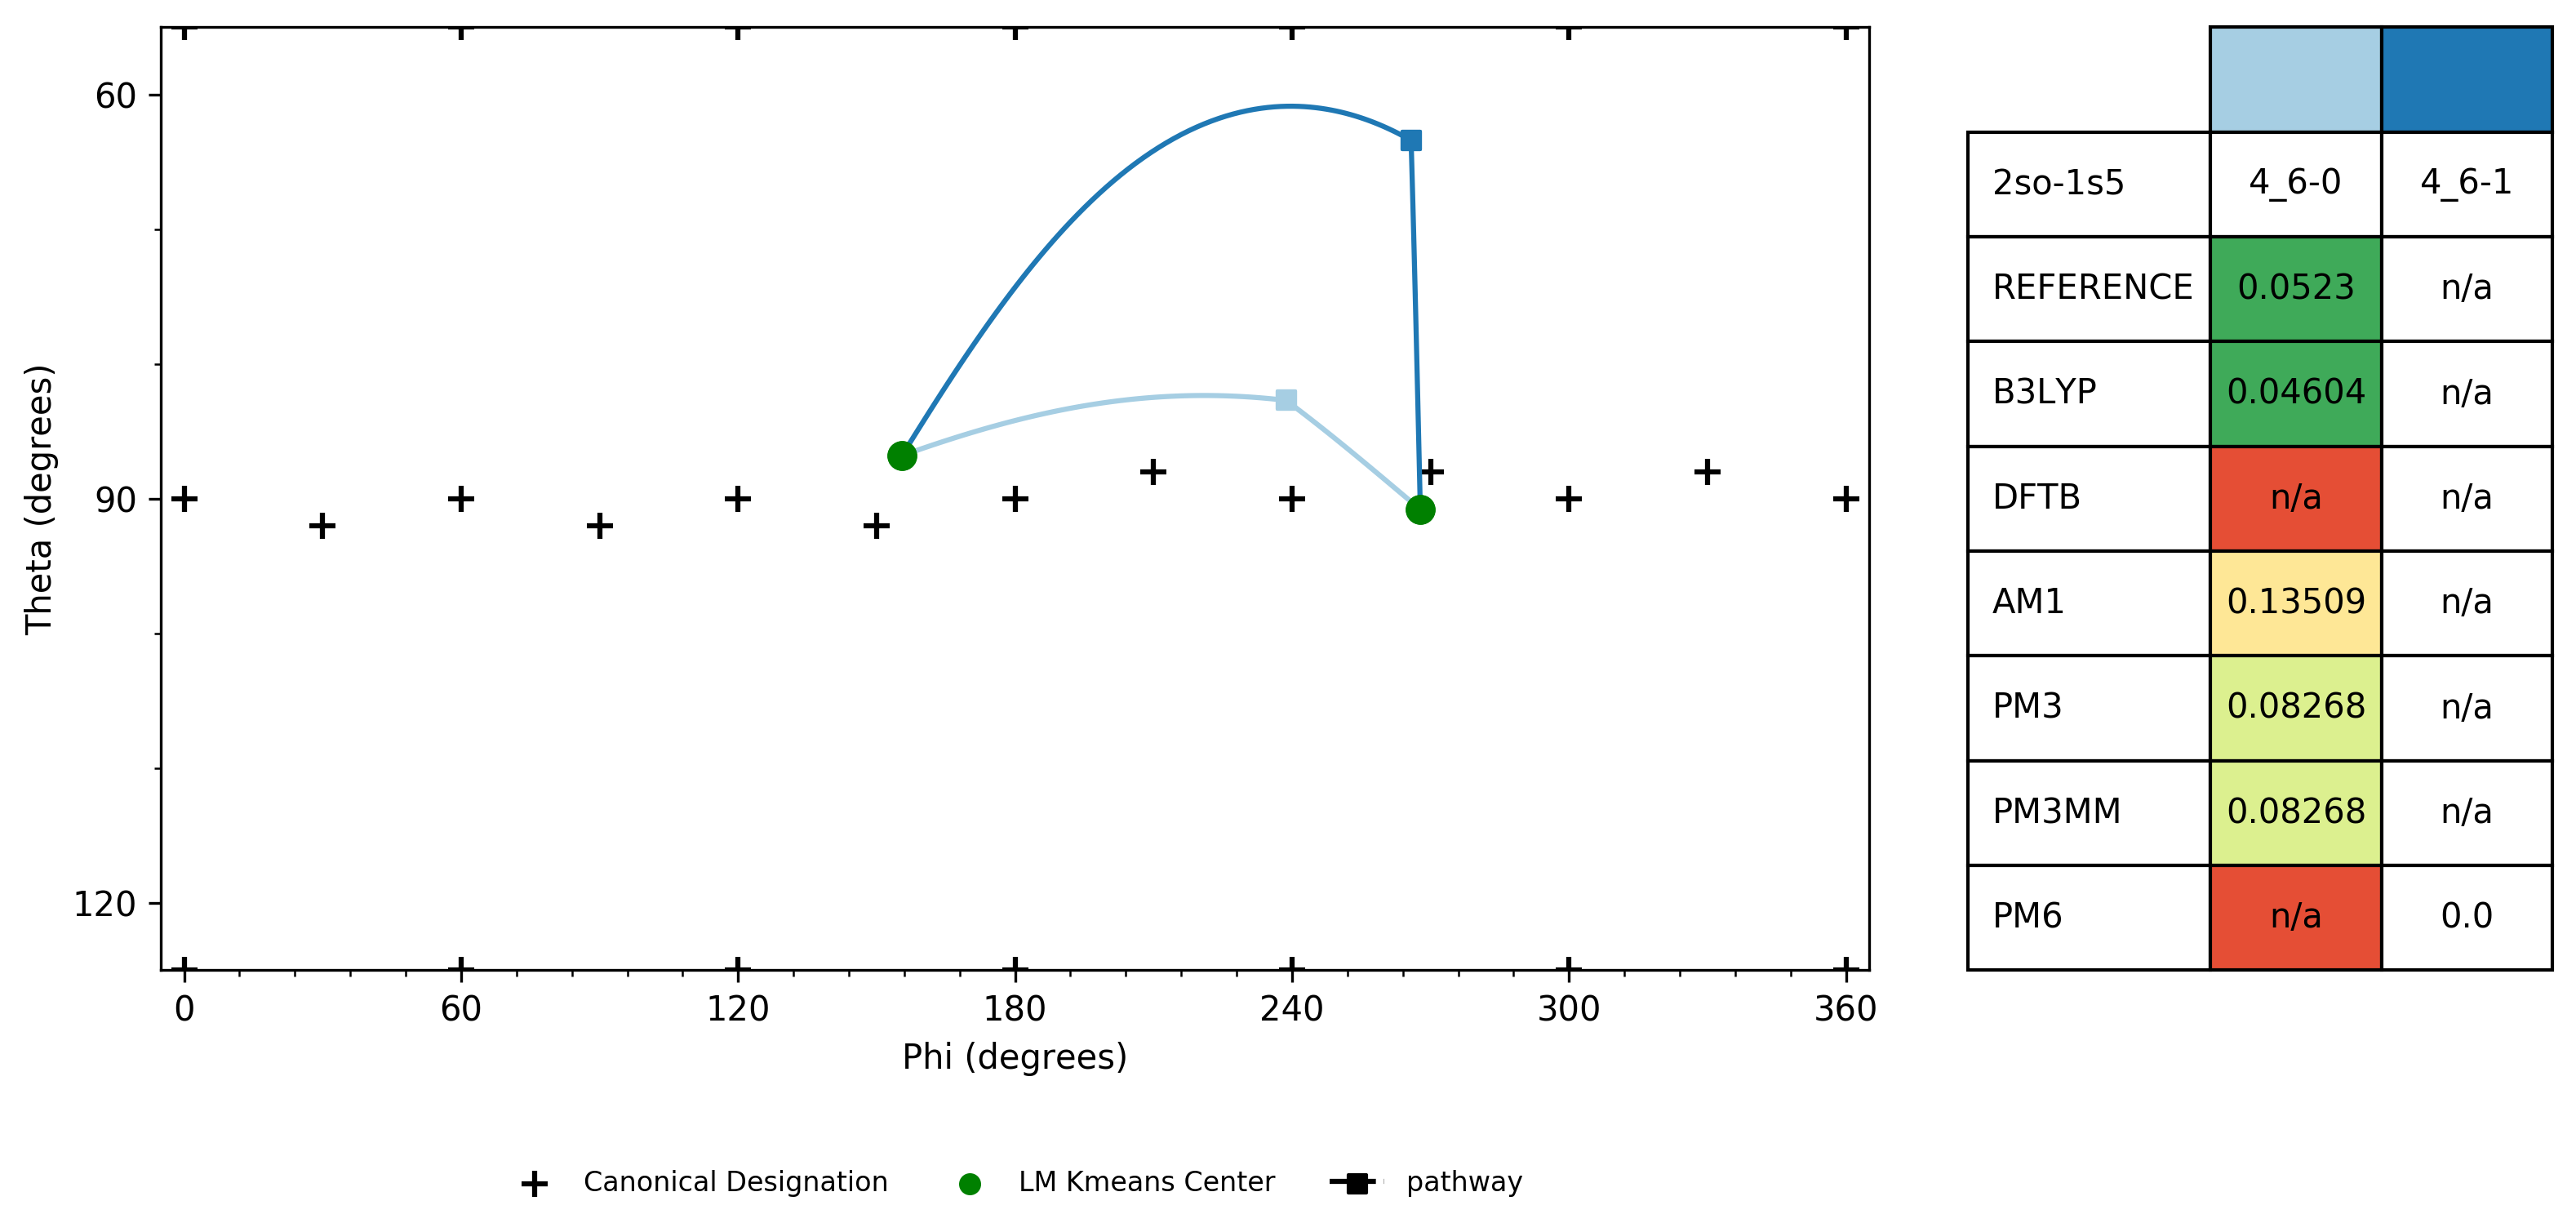 60
90
120
Theta (degrees)
0 60 120 180 240 300 360
Phi (degrees)
Canonical Designation LM Kmeans Center pathway
2so-1s5 4_6-0 4_6-1
REFERENCE 0.0523 n/a
B3LYP 0.04604 n/a
DFTB n/a n/a
AM1 0.13509 n/a
PM3 0.08268 n/a
PM3MM 0.08268 n/a
PM6 n/a 0.0